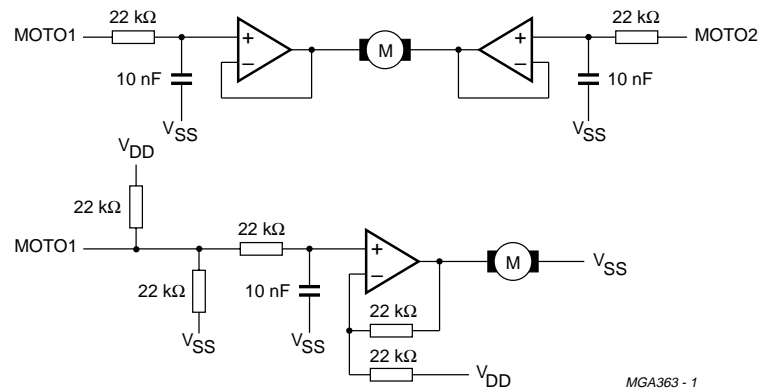 22 kΩ 22 kΩ
MOTO1 + M + MOTO2
− −
10 nF 10 nF
VSS VSS
VDD
22 kΩ
22 kΩ
MOTO1 + M VSS
−
22 kΩ 10 nF 22 kΩ
VSS VSS 22 kΩ
VDD
MGA363 - 1